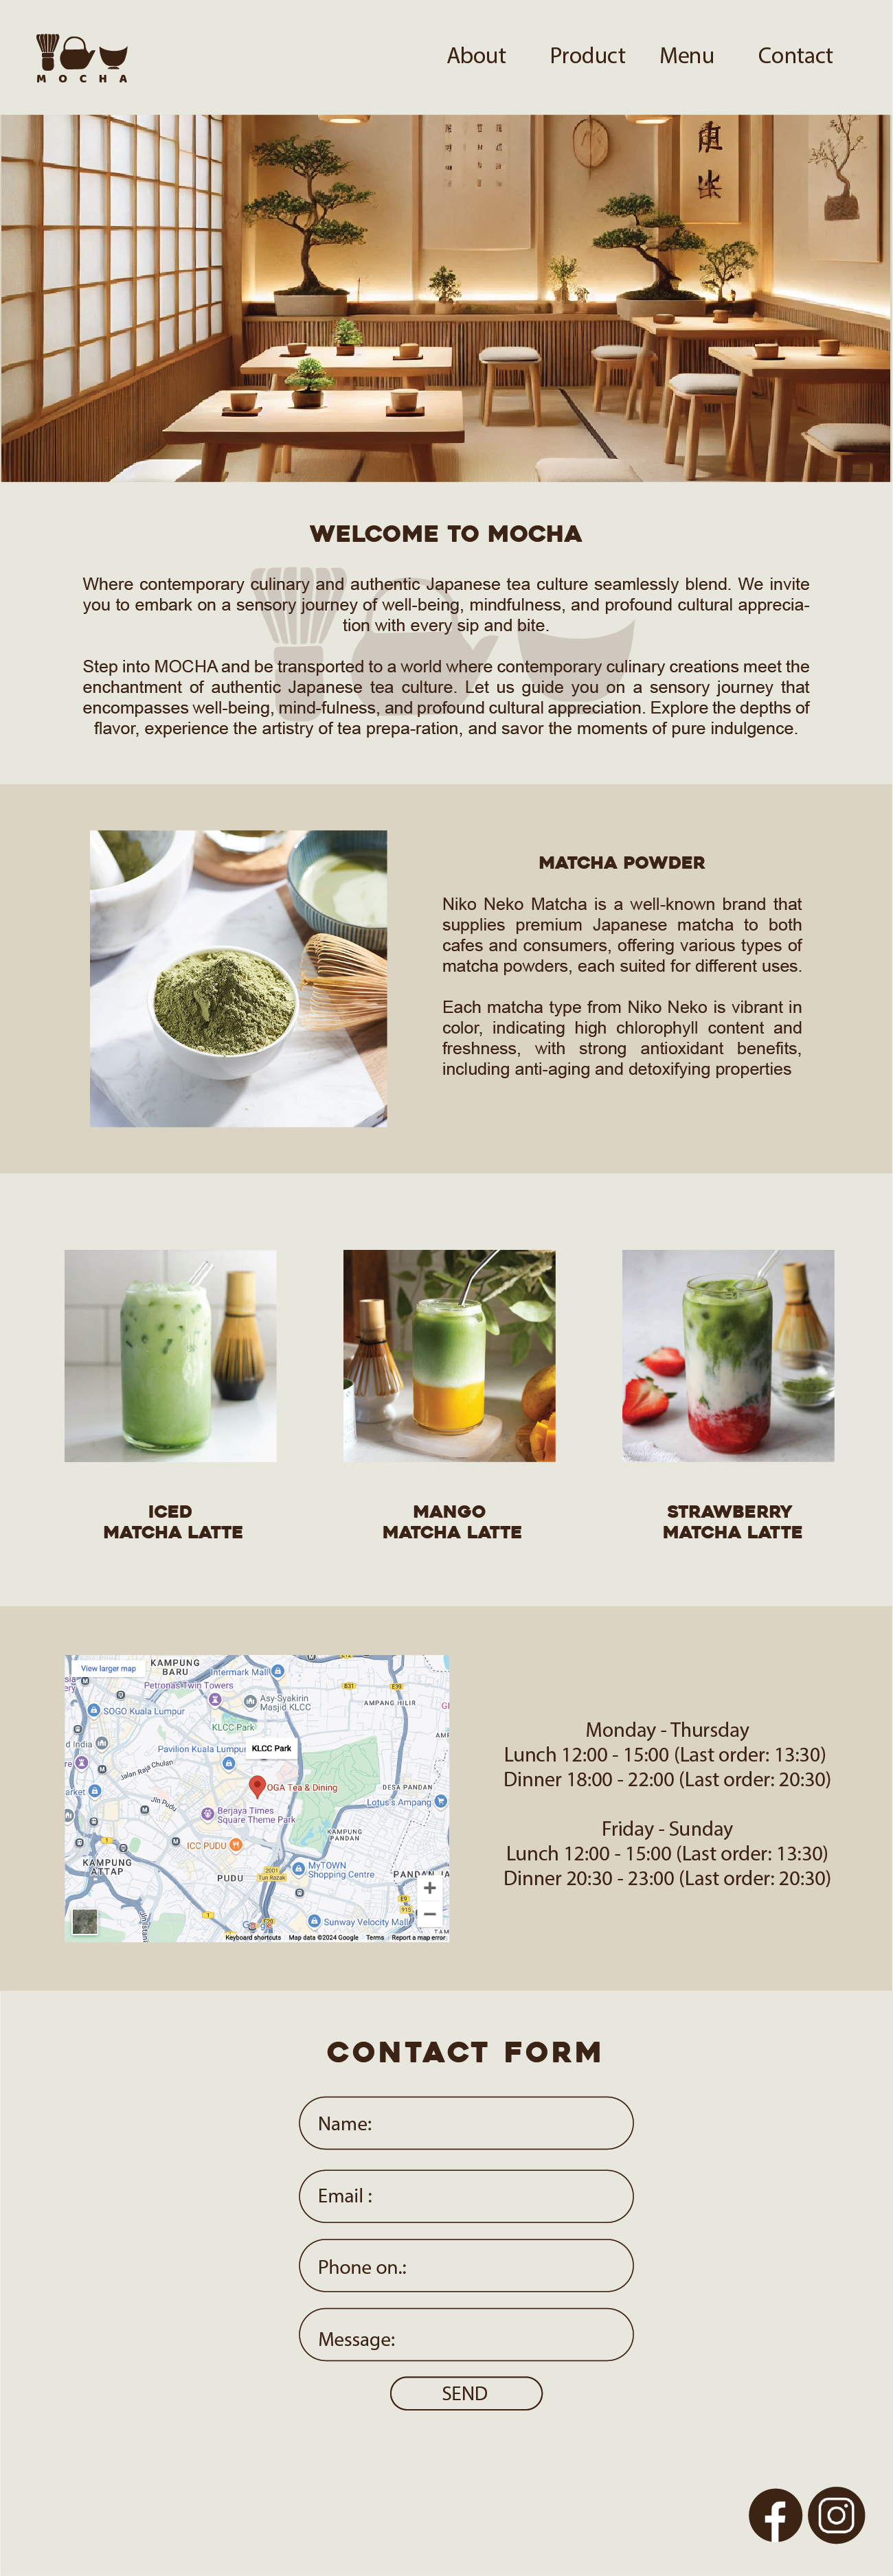 MOCHA
About Product Menu Contact
WELCOME TO MOCHA
Where contemporary culinary and authentic Japanese tea culture seamlessly blend. We invite
you to embark on a sensory journey of well-being, mindfulness, and profound cultural apprecia-
tion with every sip and bite.
Step into MOCHA and be transported to a world where contemporary culinary creations meet the
enchantment of authentic Japanese tea culture. Let us guide you on a sensory journey that
encompasses well-being, mind-fulness, and profound cultural appreciation. Explore the depths of
flavor, experience the artistry of tea prepa-ration, and savor the moments of pure indulgence.
MATCHA POWDER
Niko Neko Matcha is a well-known brand that
supplies premium Japanese matcha to both
cafes and consumers, offering various types of
matcha powders, each suited for different uses.
Each matcha type from Niko Neko is vibrant in
color, indicating high chlorophyll content and
freshness, with strong antioxidant benefits,
including anti-aging and detoxifying properties
ICED
MATCHA LATTE
MANGO
MATCHA LATTE
STRAWBERRY
MATCHA LATTE
View larger map
KAMPUNG
BARU
Intermark Mall
Petronas Twin Towers
SOGO Kuala Lumpur
Asy-Syakirin
Masjid KLCC
AMPANG HILIR
KLCC Park
Pavilion Kuala Lumpur
KLCC Park
Jalan Raja Chulan
OGA Tea & Dining
DESA PANDAN
Lotus's Ampang
Jln Pudu
Berjaya Times
Square Theme Park
ICC PUDU
KAMPUNG
PANDAN
KAMPUNG
ATTAP
PUDU
MyTOWN
Shopping Centre
Tun Razak
Sunway Velocity Mall
Google
Keyboard shortcuts Map data ©2024 Google Terms Report a map error
Monday - Thursday
Lunch 12:00 - 15:00 (Last order: 13:30)
Dinner 18:00 - 22:00 (Last order: 20:30)
Friday - Sunday
Lunch 12:00 - 15:00 (Last order: 13:30)
Dinner 20:30 - 23:00 (Last order: 20:30)
CONTACT FORM
Name:
Email :
Phone on.:
Message:
SEND